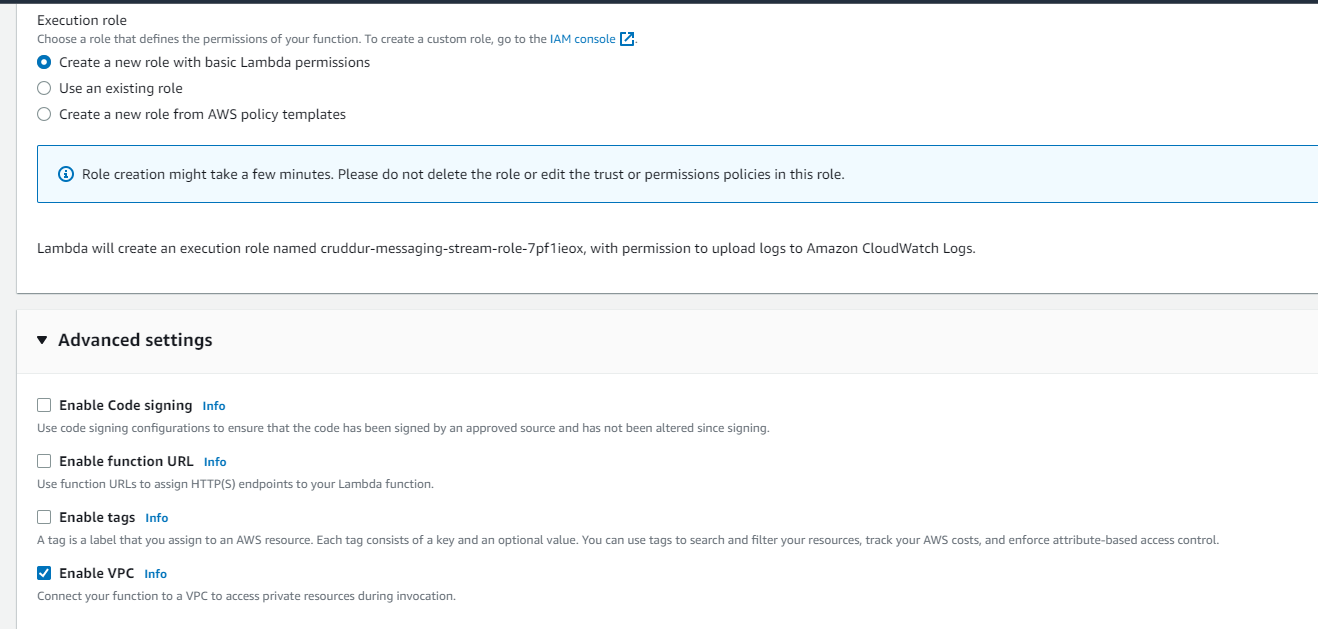 Execution role
Choose a role that defines the permissions of your function. To create a custom role, go to the IAM console.
Create a new role with basic Lambda permissions
Use an existing role
Create a new role from AWS policy templates
Role creation might take a few minutes. Please do not delete the role or edit the trust or permissions policies in this role.
Lambda will create an execution role named cruddur-messaging-stream-role-7pf1ieox, with permission to upload logs to Amazon CloudWatch Logs.
Advanced settings
Enable Code signing Info
Use code signing configurations to ensure that the code has been signed by an approved source and has not been altered since signing.
Enable function URL Info
Use function URLs to assign HTTP(S) endpoints to your Lambda function.
Enable tags Info
A tag is a label that you assign to an AWS resource. Each tag consists of a key and an optional value. You can use tags to search and filter your resources, track your AWS costs, and enforce attribute-based access control.
Enable VPC Info
Connect your function to a VPC to access private resources during invocation.